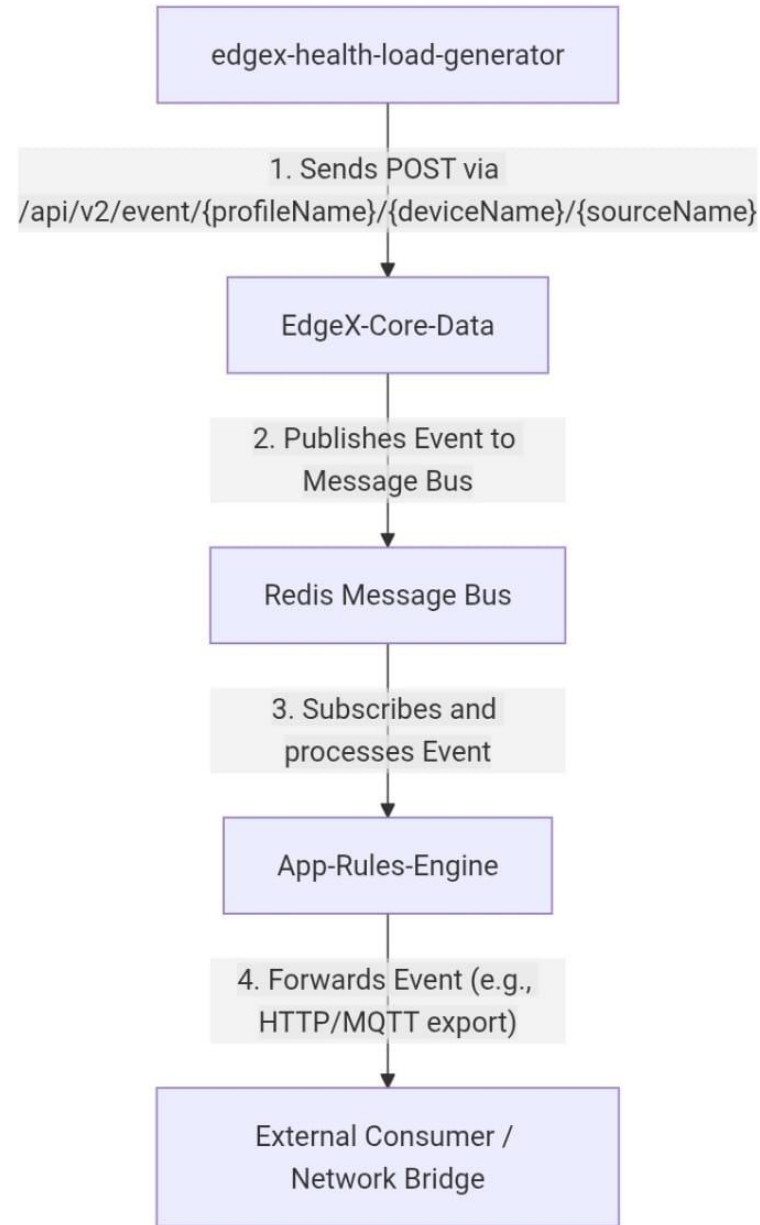 edgex-health-load-generator
1. Sends POST via
/api/v2/event/{profileName}/{deviceName}/{sourceName}
EdgeX-Core-Data
2. Publishes Event to
Message Bus
Redis Message Bus
3. Subscribes and
processes Event
App-Rules-Engine
4. Forwards Event (e.g.,
HTTP/MQTT export)
External Consumer /
Network Bridge